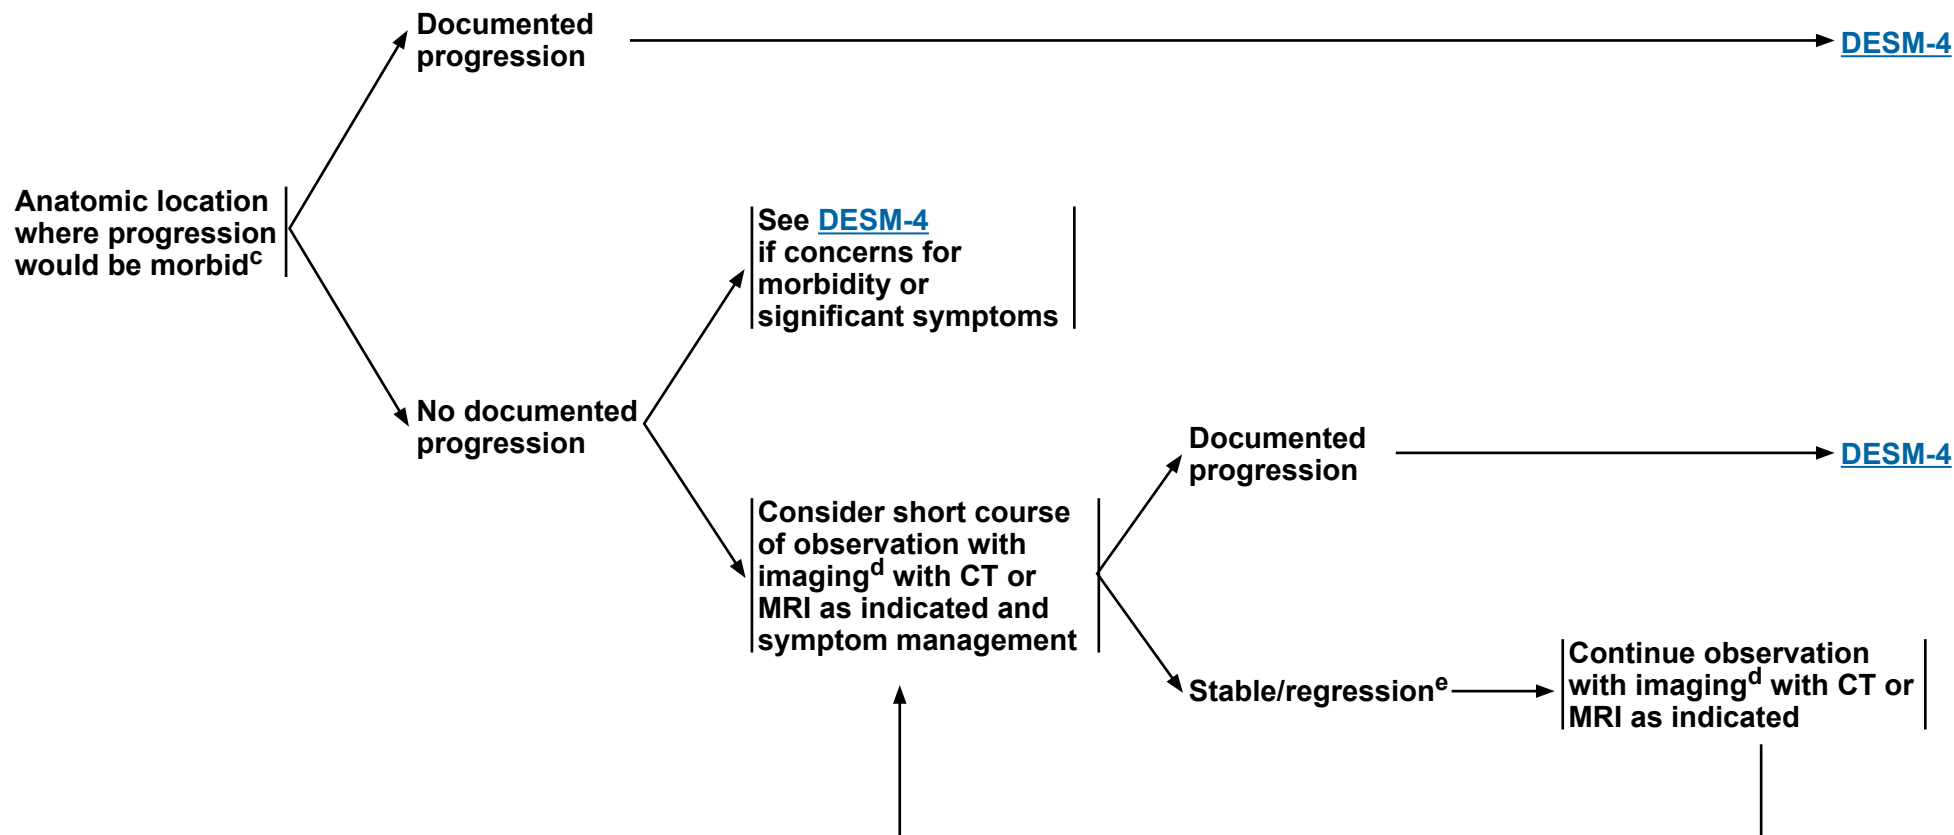 Documented
progression
DESM-4
Anatomic location
where progression
would be morbidc
See DESM-4
if concerns for
morbidity or
significant symptoms
No documented
progression
Documented
progression
DESM-4
Consider short course
of observation with
imagingd with CT or
MRI as indicated and
symptom management
Stable/regressione
Continue observation
with imagingd with CT or
MRI as indicated